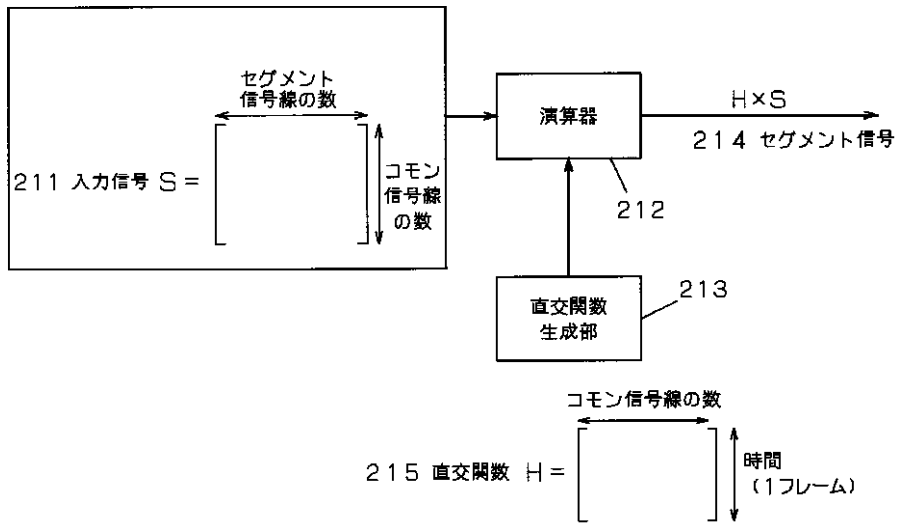 セグメント
信号線の数
211 入力信号 S=
コモン
信号線
の数
演算器
212
H×S
214 セグメント信号
直交関数
生成部
213
コモン信号線の数
215 直交関数 H=
時間
(1フレーム)